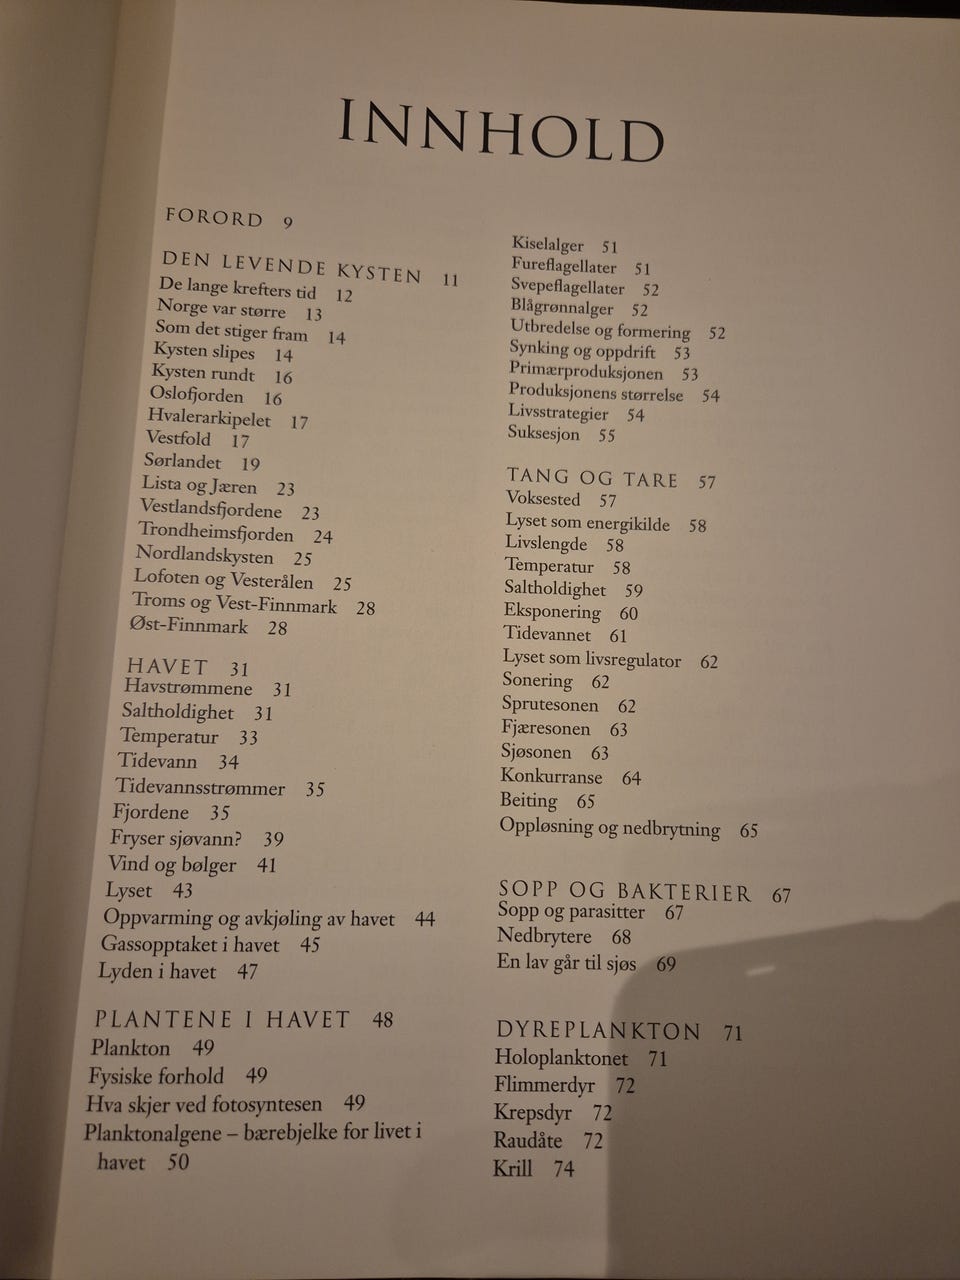 INNHOLD
FORORD 9
DEN LEVENDE KYSTEN 11
De lange krefters tid 12
Norge var større 13
Som det stiger fram 14
Kysten slipes 14
Kysten rundt 16
Oslofjorden 16
Hvalerarkipelet 17
Vestfold 17
Sørlandet 19
Lista og Jæren 23
Vestlandsfjordene 23
Trondheimsfjorden 24
Nordlandskysten 25
Lofoten og Vesterålen 25
Troms og Vest-Finnmark 28
Øst-Finnmark 28
HAVET 31
Havstrømmene 31
Saltholdighet 31
Temperatur 33
Tidevann 34
Tidevannsstrømmer 35
Fjordene 35
Fryser sjøvann? 39
Vind og bølger 41
Lyset 43
Oppvarming og avkjøling av havet 44
Gassopptaket i havet 45
Lyden i havet 47
PLANTENE I HAVET 48
Plankton 49
Fysiske forhold 49
Hva skjer ved fotosyntesen 49
Planktonalgene – bærebjelke for livet i
havet 50
Kiselalger 51
Fureflagellater 51
Svepeflagellater 52
Blågrønnalger 52
Utbredelse og formering 52
Synking og oppdrift 53
Primærproduksjonen 53
Produksjonens størrelse 54
Livsstrategier 54
Suksesjon 55
TANG OG TARE 57
Voksested 57
Lyset som energikilde 58
Livslengde 58
Temperatur 58
Saltholdighet 59
Eksponering 60
Tidevannet 61
Lyset som livsregulator 62
Sonering 62
Sprutesonen 62
Fjæresonen 63
Sjøsonen 63
Konkurranse 64
Beiting 65
Oppløsning og nedbrytning 65
SOPP OG BAKTERIER 67
Sopp og parasitter 67
Nedbrytere 68
En lav går til sjøs 69
DYREPLANKTON 71
Holoplanktonet 71
Flimmerdyr 72
Krepsdyr 72
Raudåte 72
Krill 74